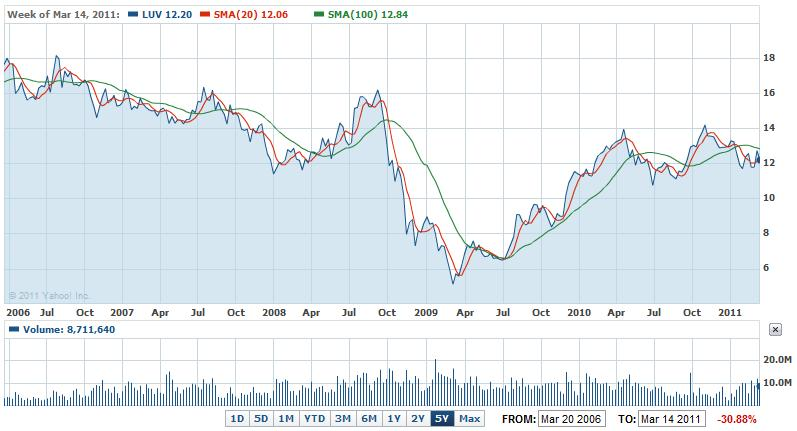 Week of Mar 14, 2011: LUV 12.20 SMA(20) 12.06 SMA(100) 12.84
18
16
14
12
10
8
6
© 2011 Yahoo! Inc.
2006 Jul Oct 2007 Apr Jul Oct 2008 Apr Jul Oct 2009 Apr Jul Oct 2010 Apr Jul Oct 2011
Volume: 8,711,640
20.0M
10.0M
1D 5D 1M YTD 3M 6M 1Y 2Y 5Y Max FROM: Mar 20 2006 TO: Mar 14 2011 -30.88%